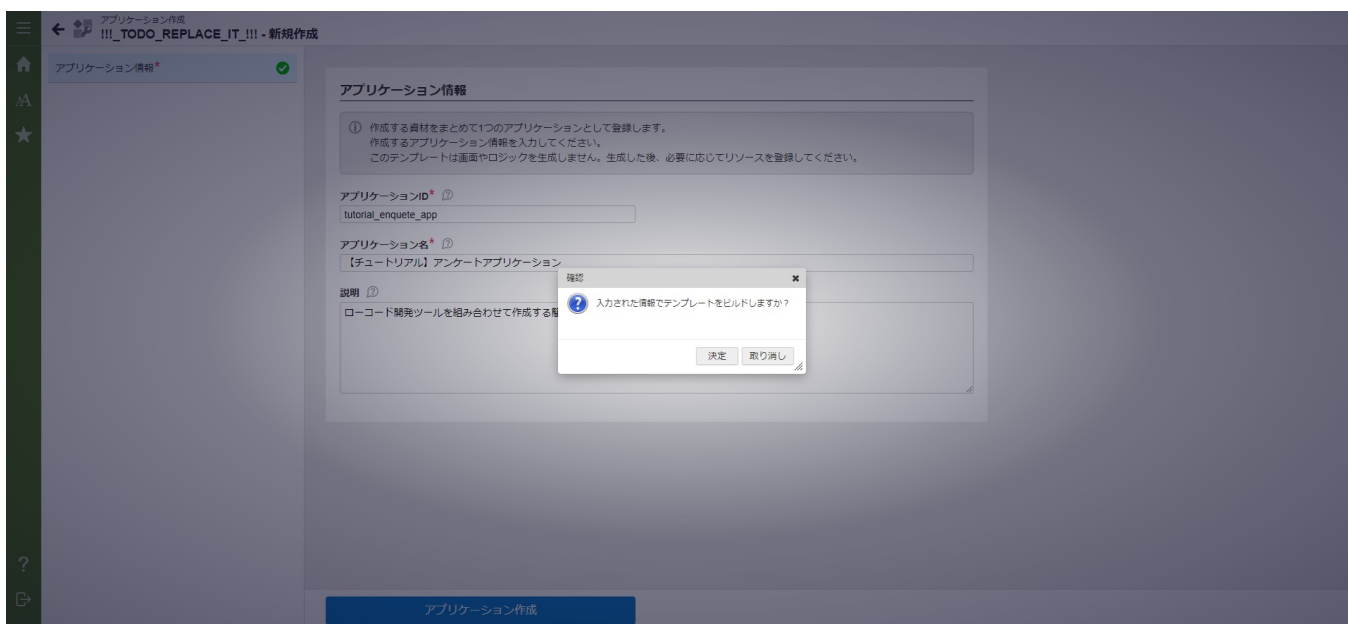 アプリケーション作成
!!!_TODO_REPLACE_IT_!!! - 新規作成
アプリケーション情報*
アプリケーション情報
作成する資材をまとめて1つのアプリケーションとして登録します。
作成するアプリケーション情報を入力してください。
このテンプレートは画面やロジックを生成しません。生成した後、必要に応じてリソースを登録してください。
アプリケーションID*
tutorial_enquete_app
アプリケーション名*
【チュートリアル】アンケートアプリケーション
説明
ローコード開発ツールを組み合わせて作成する
確認
入力された情報でテンプレートをビルドしますか?
決定 取り消し
アプリケーション作成